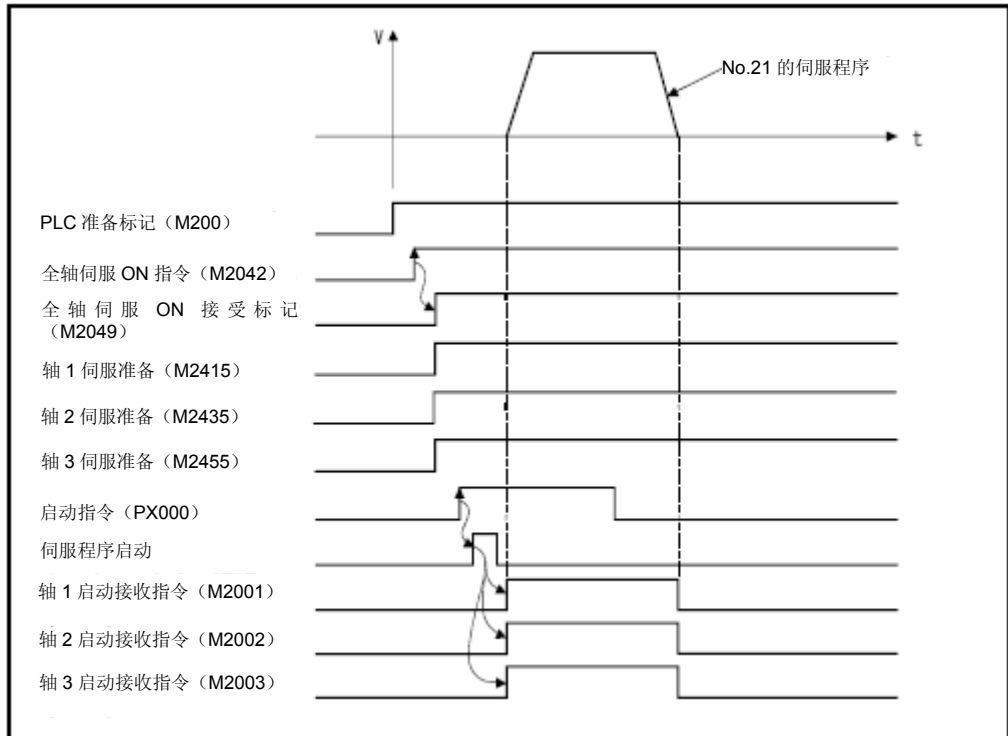 V
No.21 的伺服程序
t
PLC 准备标记（M200）
全轴伺服 ON 指令（M2042）
全轴伺服 ON 接受标记
（M2049）
轴 1 伺服准备（M2415）
轴 2 伺服准备（M2435）
轴 3 伺服准备（M2455）
启动指令（PX000）
伺服程序启动
轴 1 启动接收指令（M2001）
轴 2 启动接收指令（M2002）
轴 3 启动接收指令（M2003）